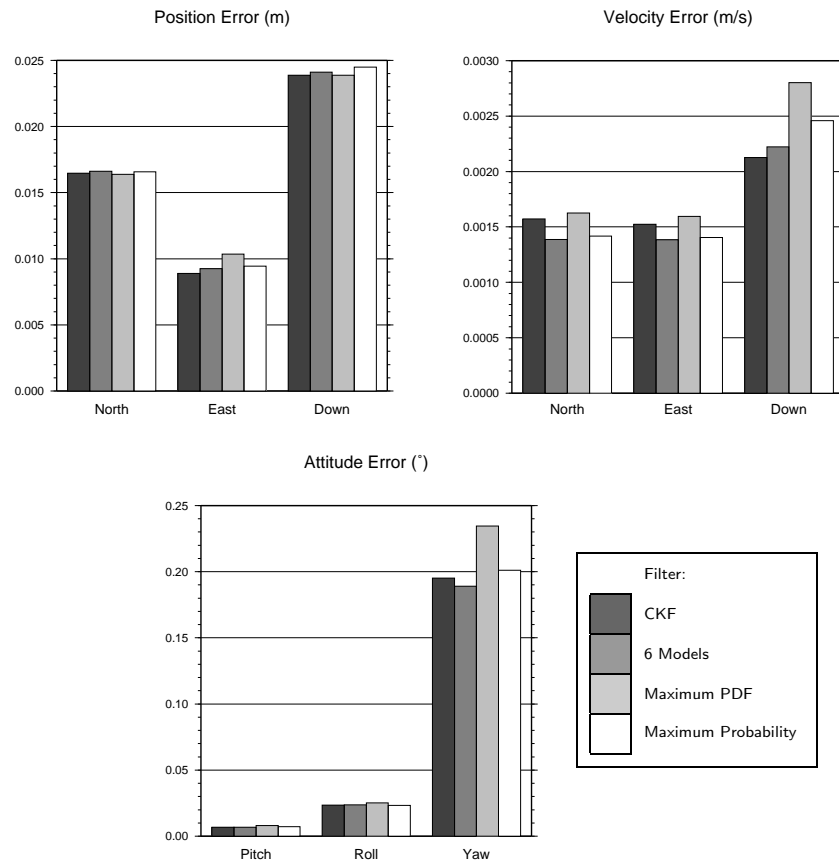 Position Error (m)
0.025
0.020
0.015
0.010
0.005
0.000
North East Down
Velocity Error (m/s)
0.0030
0.0025
0.0020
0.0015
0.0010
0.0005
0.0000
North East Down
Attitude Error (°)
0.25
0.20
0.15
0.10
0.05
0.00
Pitch Roll Yaw
Filter:
CKF
6 Models
Maximum PDF
Maximum Probability